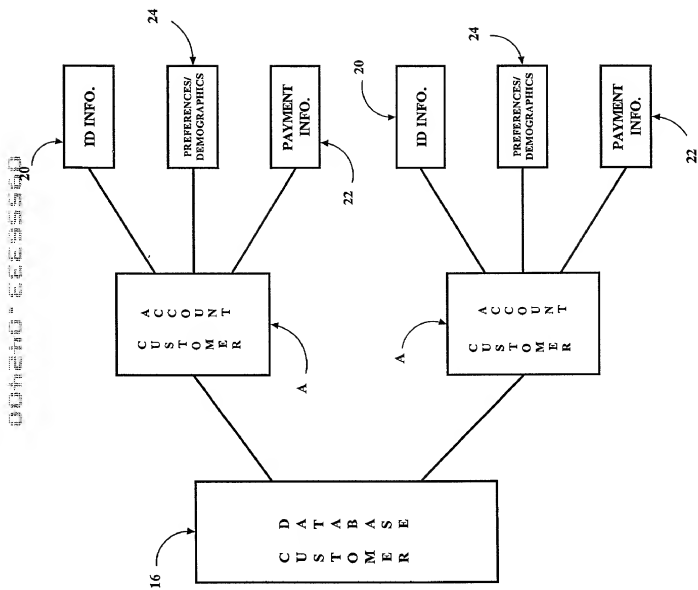 16
CUSTOMER
DATABASE
A
CUSTOMER
ACCOUNT
20
ID INFO.
24
PREFERENCES/
DEMOGRAPHICS
PAYMENT
INFO.
22
A
CUSTOMER
ACCOUNT
20
ID INFO.
24
PREFERENCES/
DEMOGRAPHICS
PAYMENT
INFO.
22